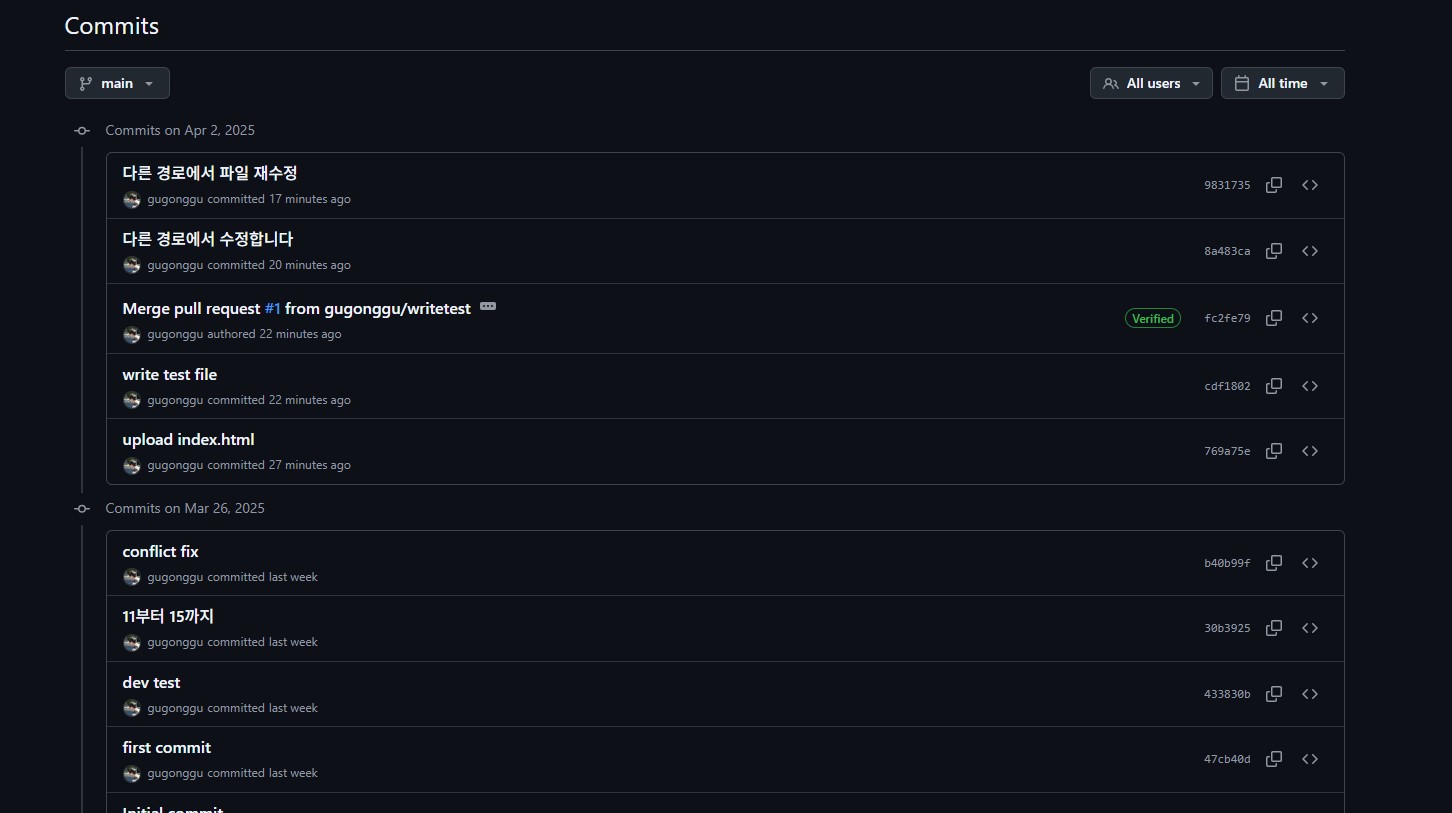 Commits
main
All users
All time
Commits on Apr 2, 2025
다른 경로에서 파일 재수정
gugonggu committed 17 minutes ago
9831735
다른 경로에서 수정합니다
gugonggu committed 20 minutes ago
8a483ca
Merge pull request #1 from gugonggu/writetest
gugonggu authored 22 minutes ago
Verified
fc2fe79
write test file
gugonggu committed 22 minutes ago
cdf1802
upload index.html
gugonggu committed 27 minutes ago
769a75e
Commits on Mar 26, 2025
conflict fix
gugonggu committed last week
b40b99f
11부터 15까지
gugonggu committed last week
30b3925
dev test
gugonggu committed last week
433830b
first commit
gugonggu committed last week
47cb40d
Initial commit